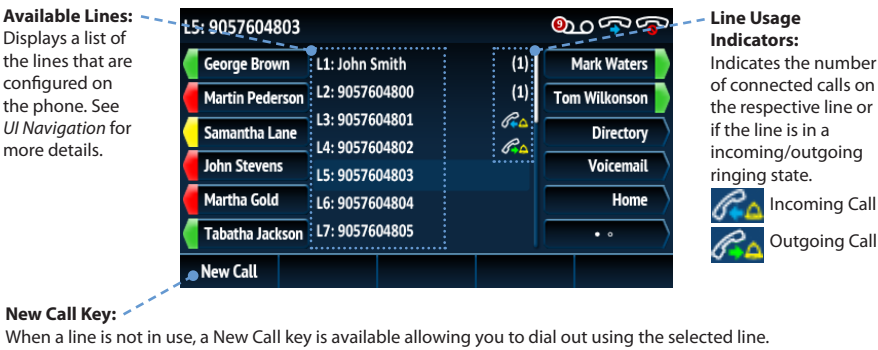 Available Lines:
Displays a list of
the lines that are
configured on
the phone. See
UI Navigation for
more details.
L5: 9057604803
9
George Brown
Martin Pederson
Samantha Lane
John Stevens
Martha Gold
Tabatha Jackson
L1: John Smith
L2: 9057604800
L3: 9057604801
L4: 9057604802
L5: 9057604803
L6: 9057604804
L7: 9057604805
(1)
(1)
Mark Waters
Tom Wilkonson
Directory
Voicemail
Home
New Call
Line Usage
Indicators:
Indicates the number
of connected calls on
the respective line or
if the line is in a
incoming/outgoing
ringing state.
Incoming Call
Outgoing Call
New Call Key:
When a line is not in use, a New Call key is available allowing you to dial out using the selected line.